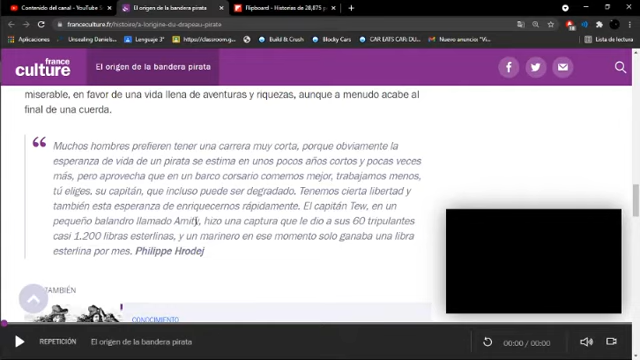 Contenido del canal - YouTube S
El origen de la bandera pirata
Flipboard - Historias de 28,875 p
franceculture.fr/histoire/a-lorigine-du-drapeau-pirate
Aplicaciones
Unraveling Daniels...
Lenguaje 3°
https://classroom.g...
Build & Crush
Blocky Cars
CAR EATS CAR: DU...
Nuevo anuncio: "Vi...
Lista de lectura
france
culture
El origen de la bandera pirata
miserable, en favor de una vida llena de aventuras y riquezas, aunque a menudo acabe al
final de una cuerda.
Muchos hombres prefieren tener una carrera muy corta, porque obviamente la
esperanza de vida de un pirata se estima en unos pocos años cortos y pocas veces
más, pero aprovecha que en un barco corsario comemos mejor, trabajamos menos,
tú eliges. su capitán, que incluso puede ser degradado. Tenemos cierta libertad y
también esta esperanza de enriquecernos rápidamente. El capitán Tew, en un
pequeño balandro llamado Amity, hizo una captura que le dio a sus 60 tripulantes
casi 1.200 libras esterlinas, y un marinero en ese momento solo ganaba una libra
esterlina por mes. Philippe Hrodej
TAMBIÉN
CONOCIMIENTO
REPETICIÓN
El origen de la bandera pirata
00:00 / 00:00